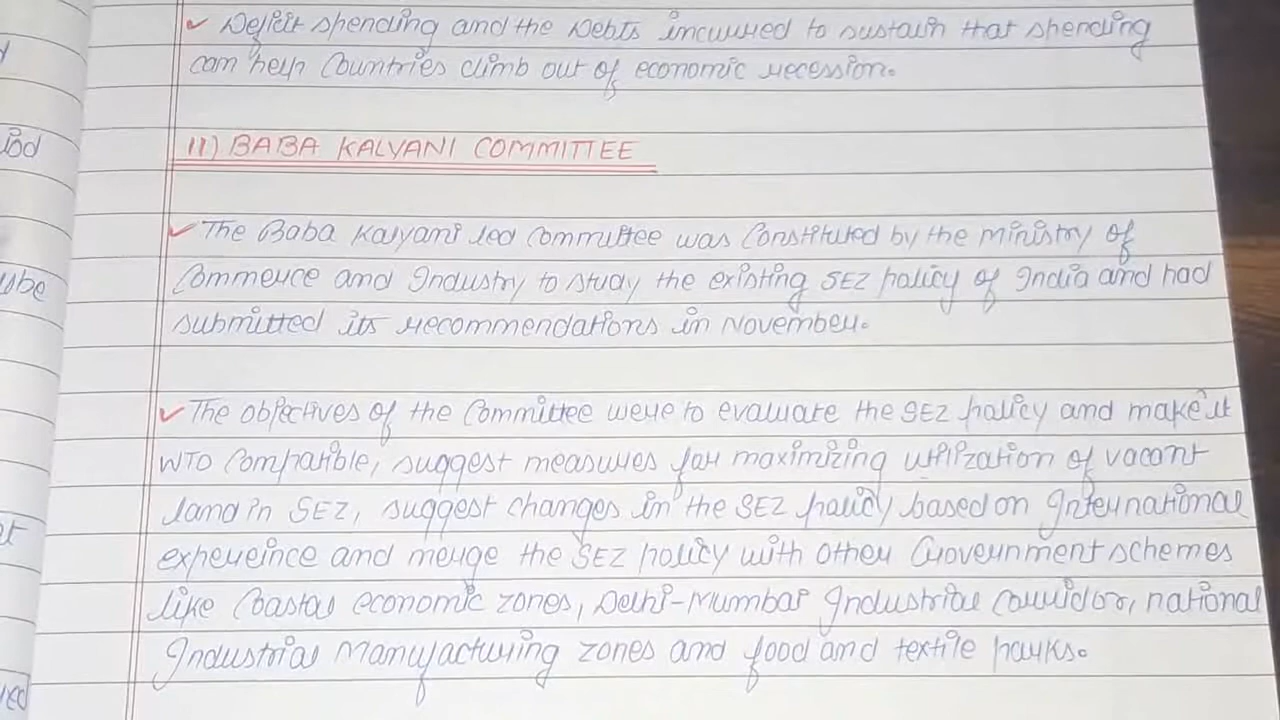 ✓ Deficit spending and the Debts incurred to sustain that spending
can help Countries climb out of economic recession.
11) BABA KALYANI COMMITTEE
✓ The Baba Kalyani led Committee was Constituted by the Ministry of
Commerce and Industry to study the existing SEZ policy of India and had
submitted its recommendations in November.
✓ The objectives of the Committee were to evaluate the SEZ policy and make it
WTO Compatible, suggest measures for maximizing utilization of vacant
land in SEZ, suggest changes in the SEZ policy based on International
expereince and merge the SEZ policy with other Government schemes
like Coastal economic zones, Delhi-Mumbai Industrial Corridor, national
Industrial Manufacturing zones and food and textile parks.